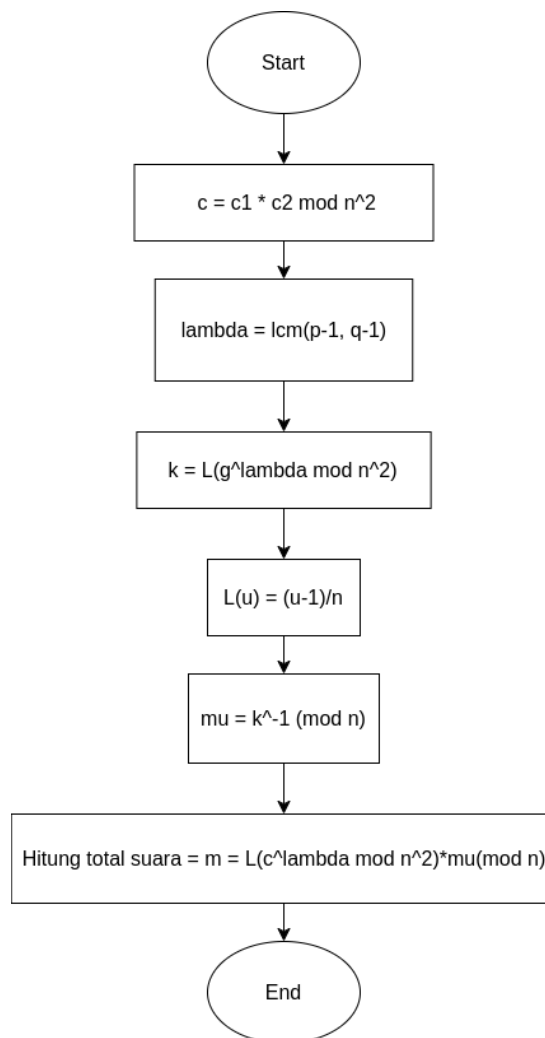 Start
c = c1 * c2 mod n^2
lambda = lcm(p-1, q-1)
k = L(g^lambda mod n^2)
L(u) = (u-1)/n
mu = k^-1 (mod n)
Hitung total suara = m = L(c^lambda mod n^2)*mu(mod n)
End